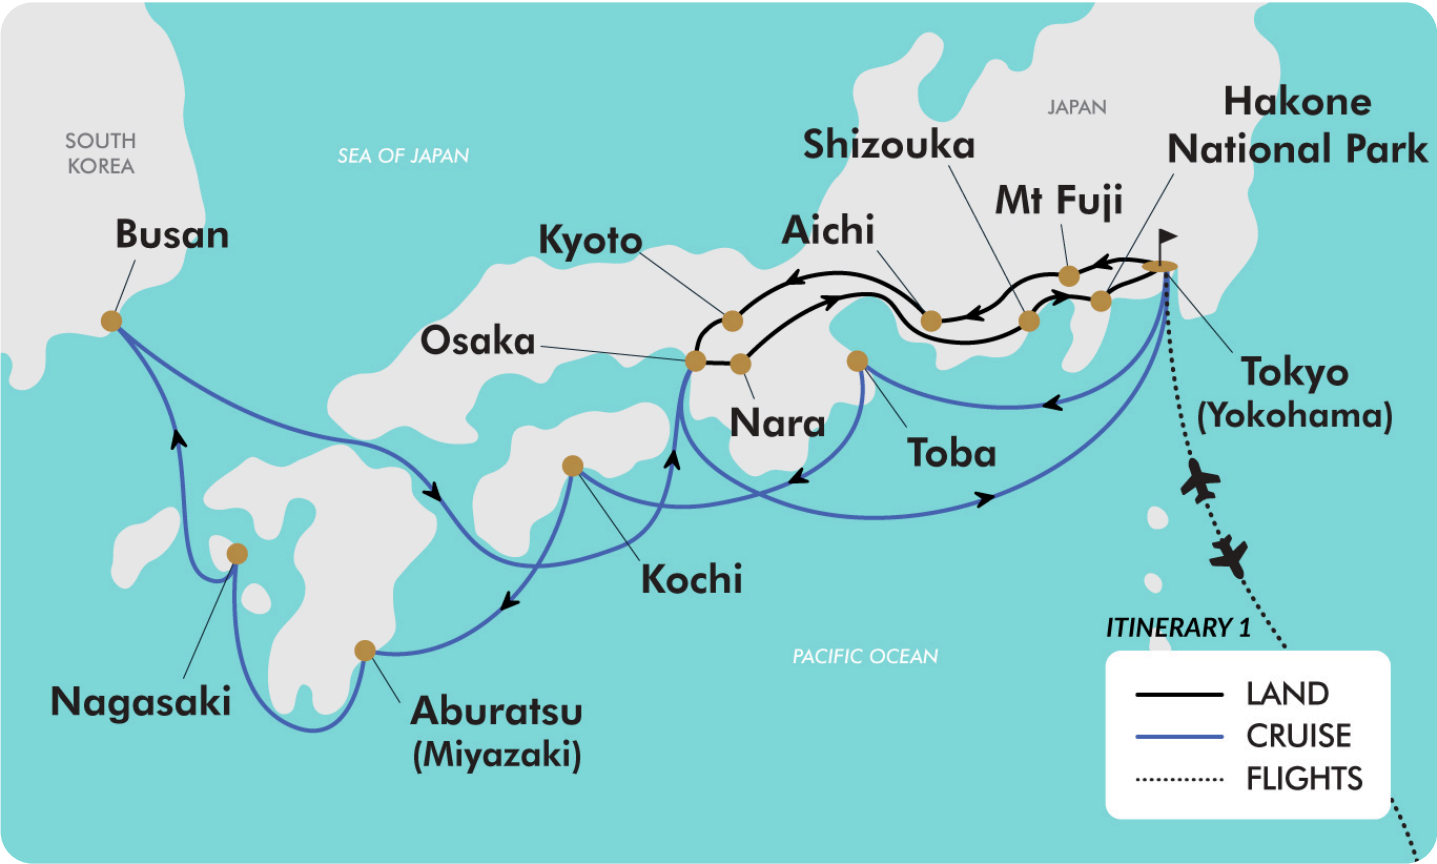 SOUTH
KOREA
SEA OF JAPAN
JAPAN
Hakone
National Park
Shizouka
Mt Fuji
Busan
Kyoto
Aichi
Osaka
Nara
Toba
Tokyo
(Yokohama)
Kochi
Nagasaki
Aburatsu
(Miyazaki)
PACIFIC OCEAN
ITINERARY 1
LAND
CRUISE
FLIGHTS